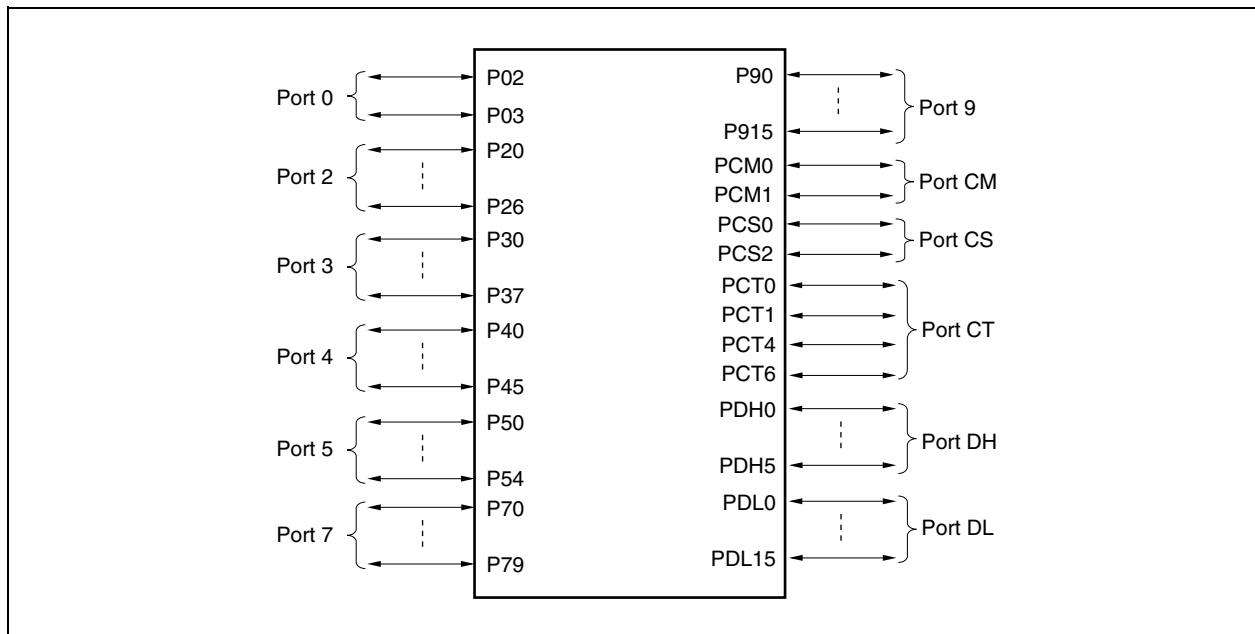 Port 0
P02
P03
Port 2
P20
P26
Port 3
P30
P37
Port 4
P40
P45
Port 5
P50
P54
Port 7
P70
P79
P90
P915
Port 9
PCM0
PCM1
Port CM
PCS0
PCS2
Port CS
PCT0
PCT1
PCT4
PCT6
Port CT
PDH0
PDH5
Port DH
PDL0
PDL15
Port DL